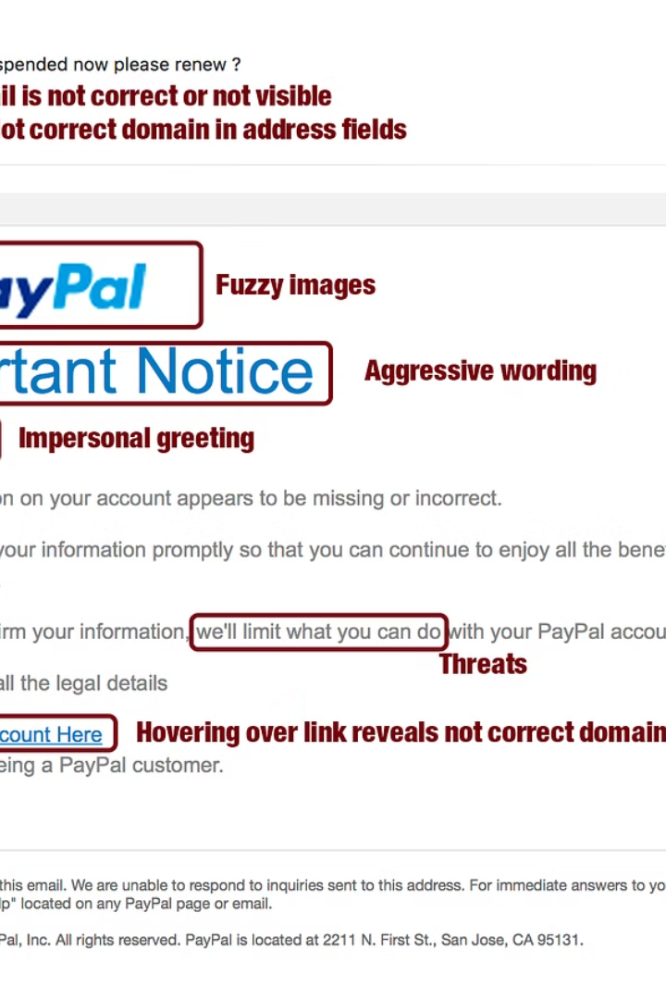 spended now please renew ?
il is not correct or not visible
ot correct domain in address fields
ayPal
Fuzzy images
rtant Notice
Aggressive wording
Impersonal greeting
on on your account appears to be missing or incorrect.
your information promptly so that you can continue to enjoy all the bene
irm your information, we'll limit what you can do with your PayPal accou
Threats
all the legal details
count Here
Hovering over link reveals not correct domain
eing a PayPal customer.
this email. We are unable to respond to inquiries sent to this address. For immediate answers to yo
lp" located on any PayPal page or email.
Pal, Inc. All rights reserved. PayPal is located at 2211 N. First St., San Jose, CA 95131.